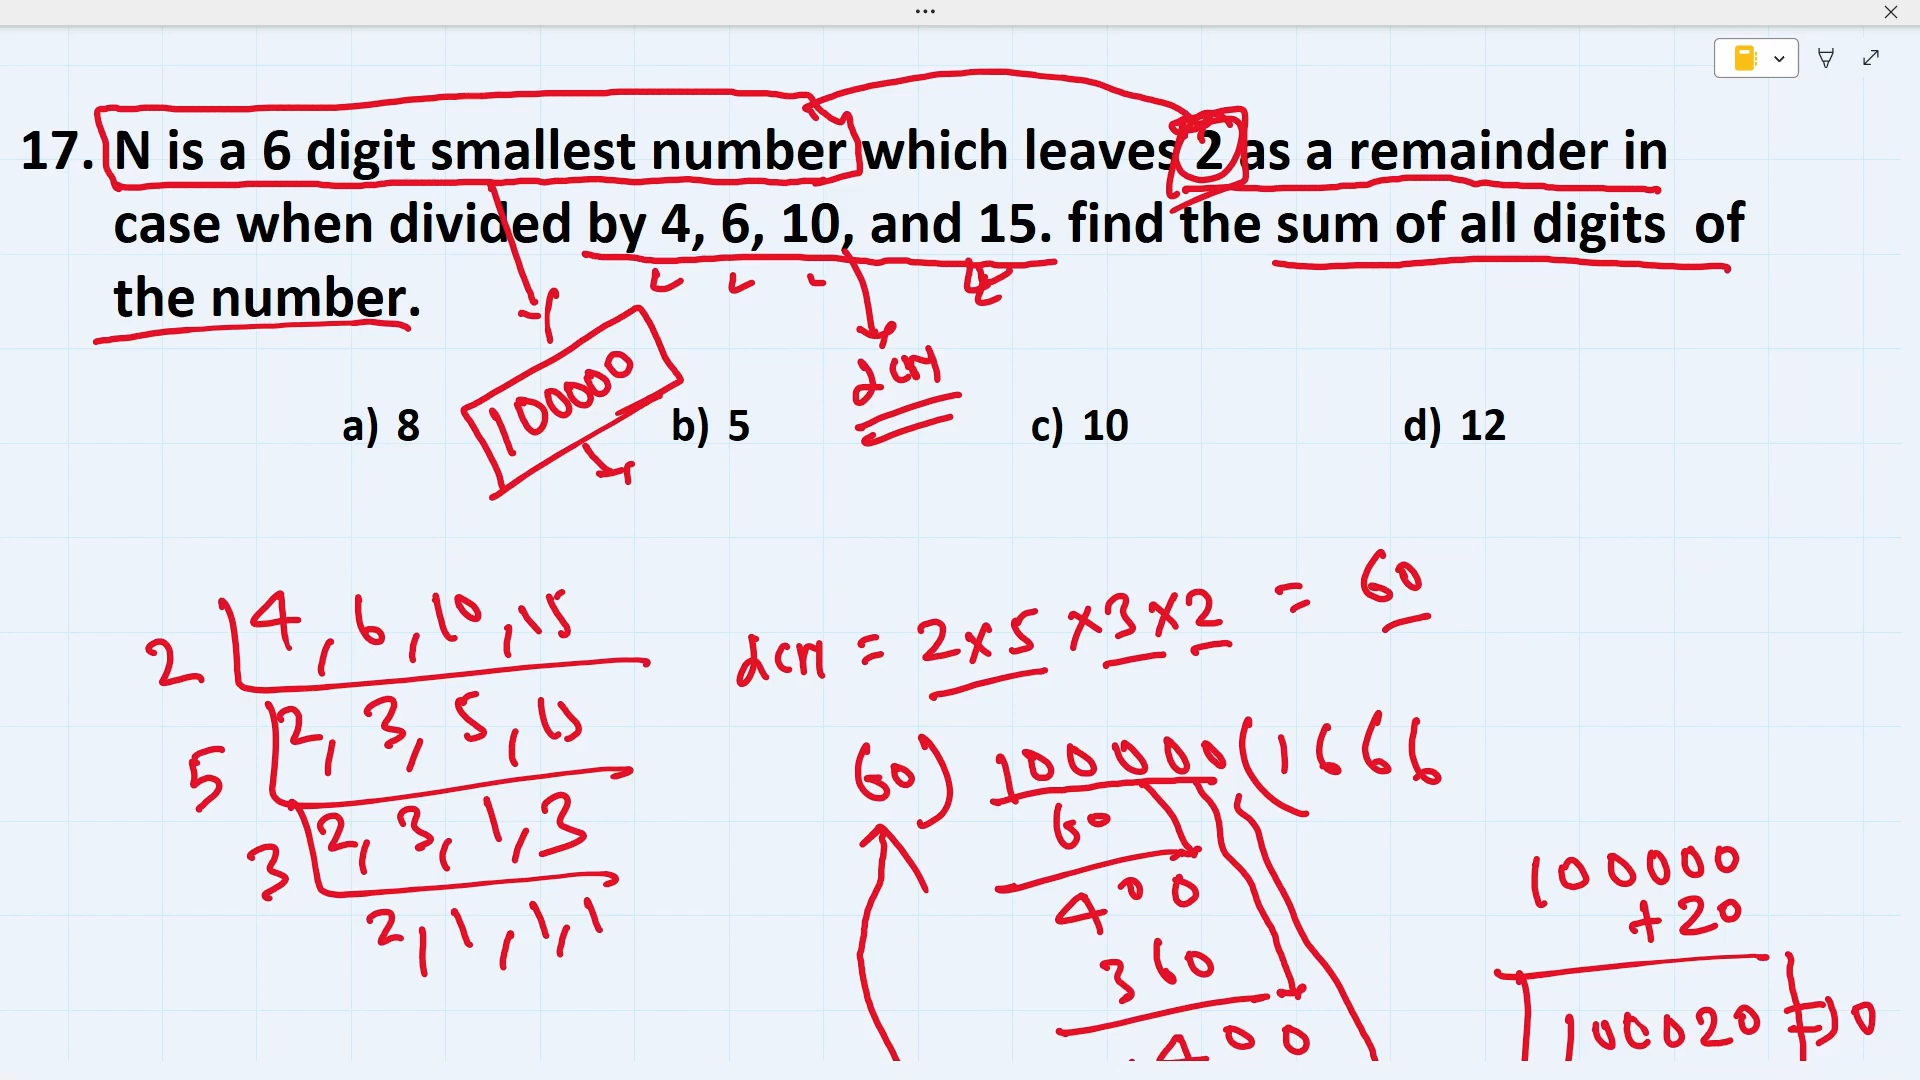 17. N is a 6 digit smallest number which leaves 2 as a remainder in
case when divided by 4, 6, 10, and 15. find the sum of all digits of
the number.
100000
LCM
a) 8 b) 5 c) 10 d) 12
2 4, 6, 10, 15
5 2, 3, 5, 15
3 2, 3, 1, 3
2, 1, 1, 1
LCM = 2 × 5 × 3 × 2 = 60
60) 100000 (1666
60
400
360
400
100000
+20
100020 =) 0